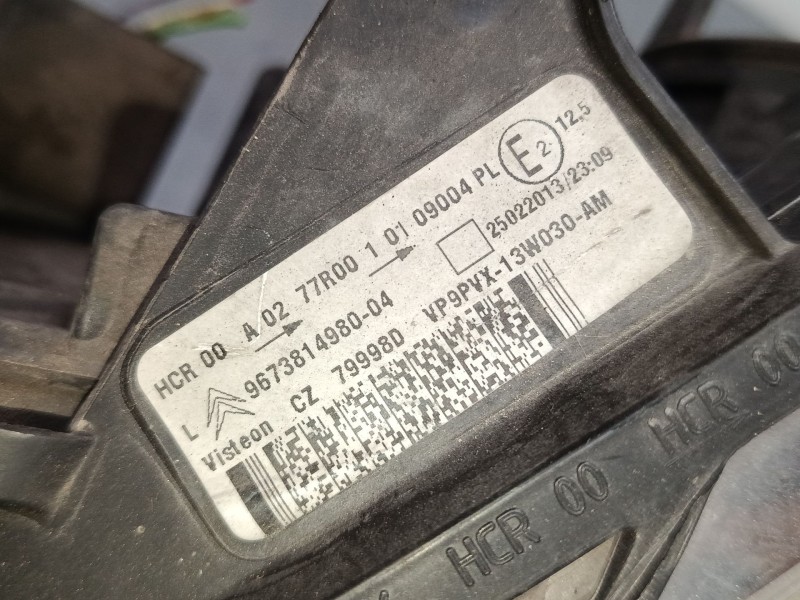 HCR 00 A 02 77R00 1 01 09004 PL E 2 12,5
L 9673814980-04 25022013/23:09
Visteon CZ 79998D VP9PVX-13W030-AM
HCR 00 HCR 00